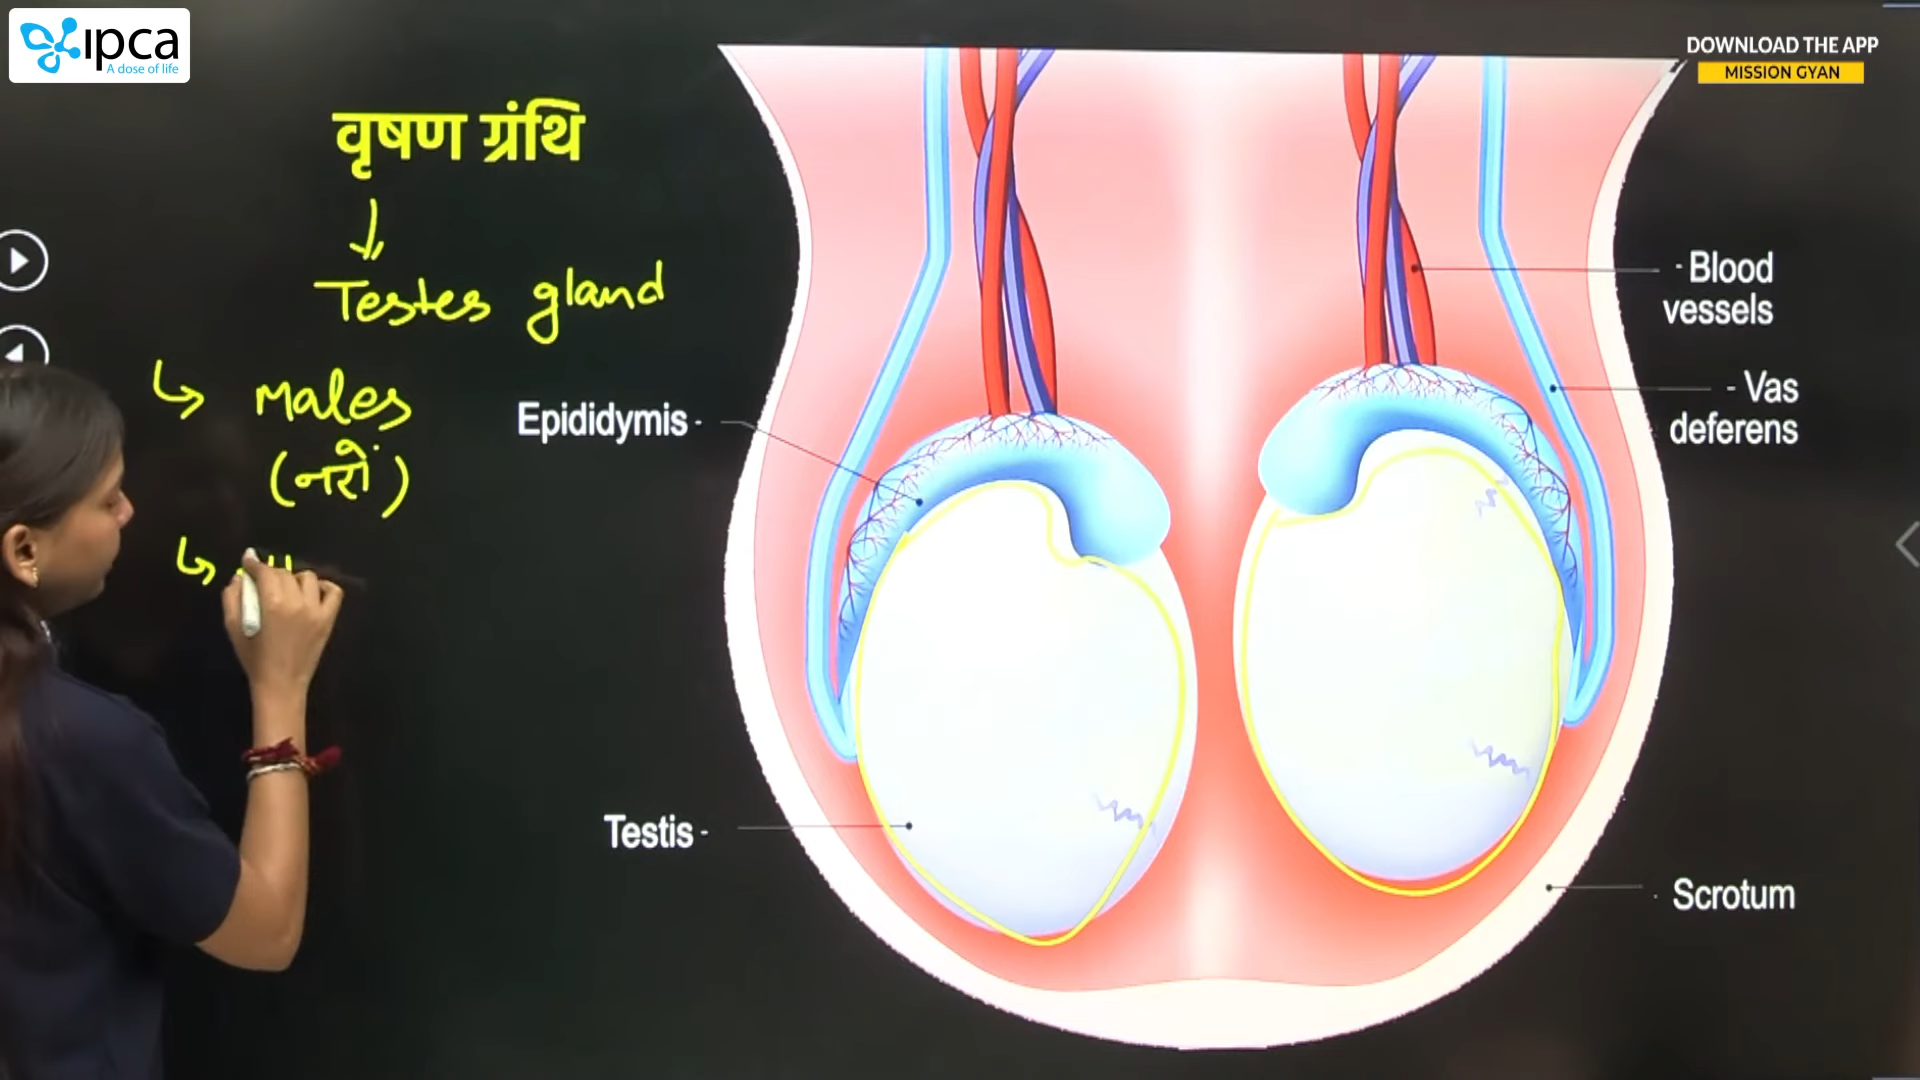 ipca
A dose of life
DOWNLOAD THE APP
MISSION GYAN
वृषण ग्रंथि
Testes gland
Males
(नरों)
Epididymis
Testis
Blood
vessels
Vas
deferens
Scrotum